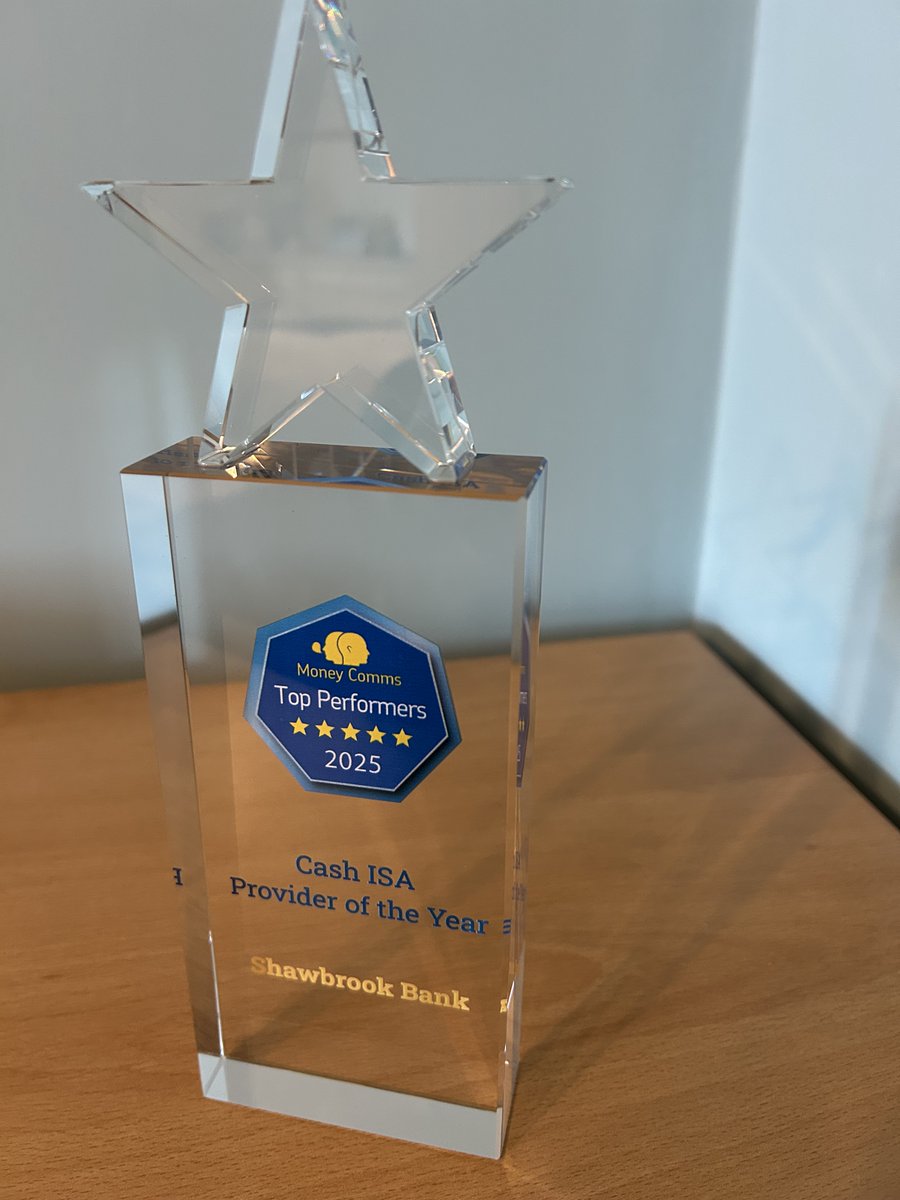 Money Comms
Top Performers
2025
Cash ISA
Provider of the Year
Shawbrook Bank